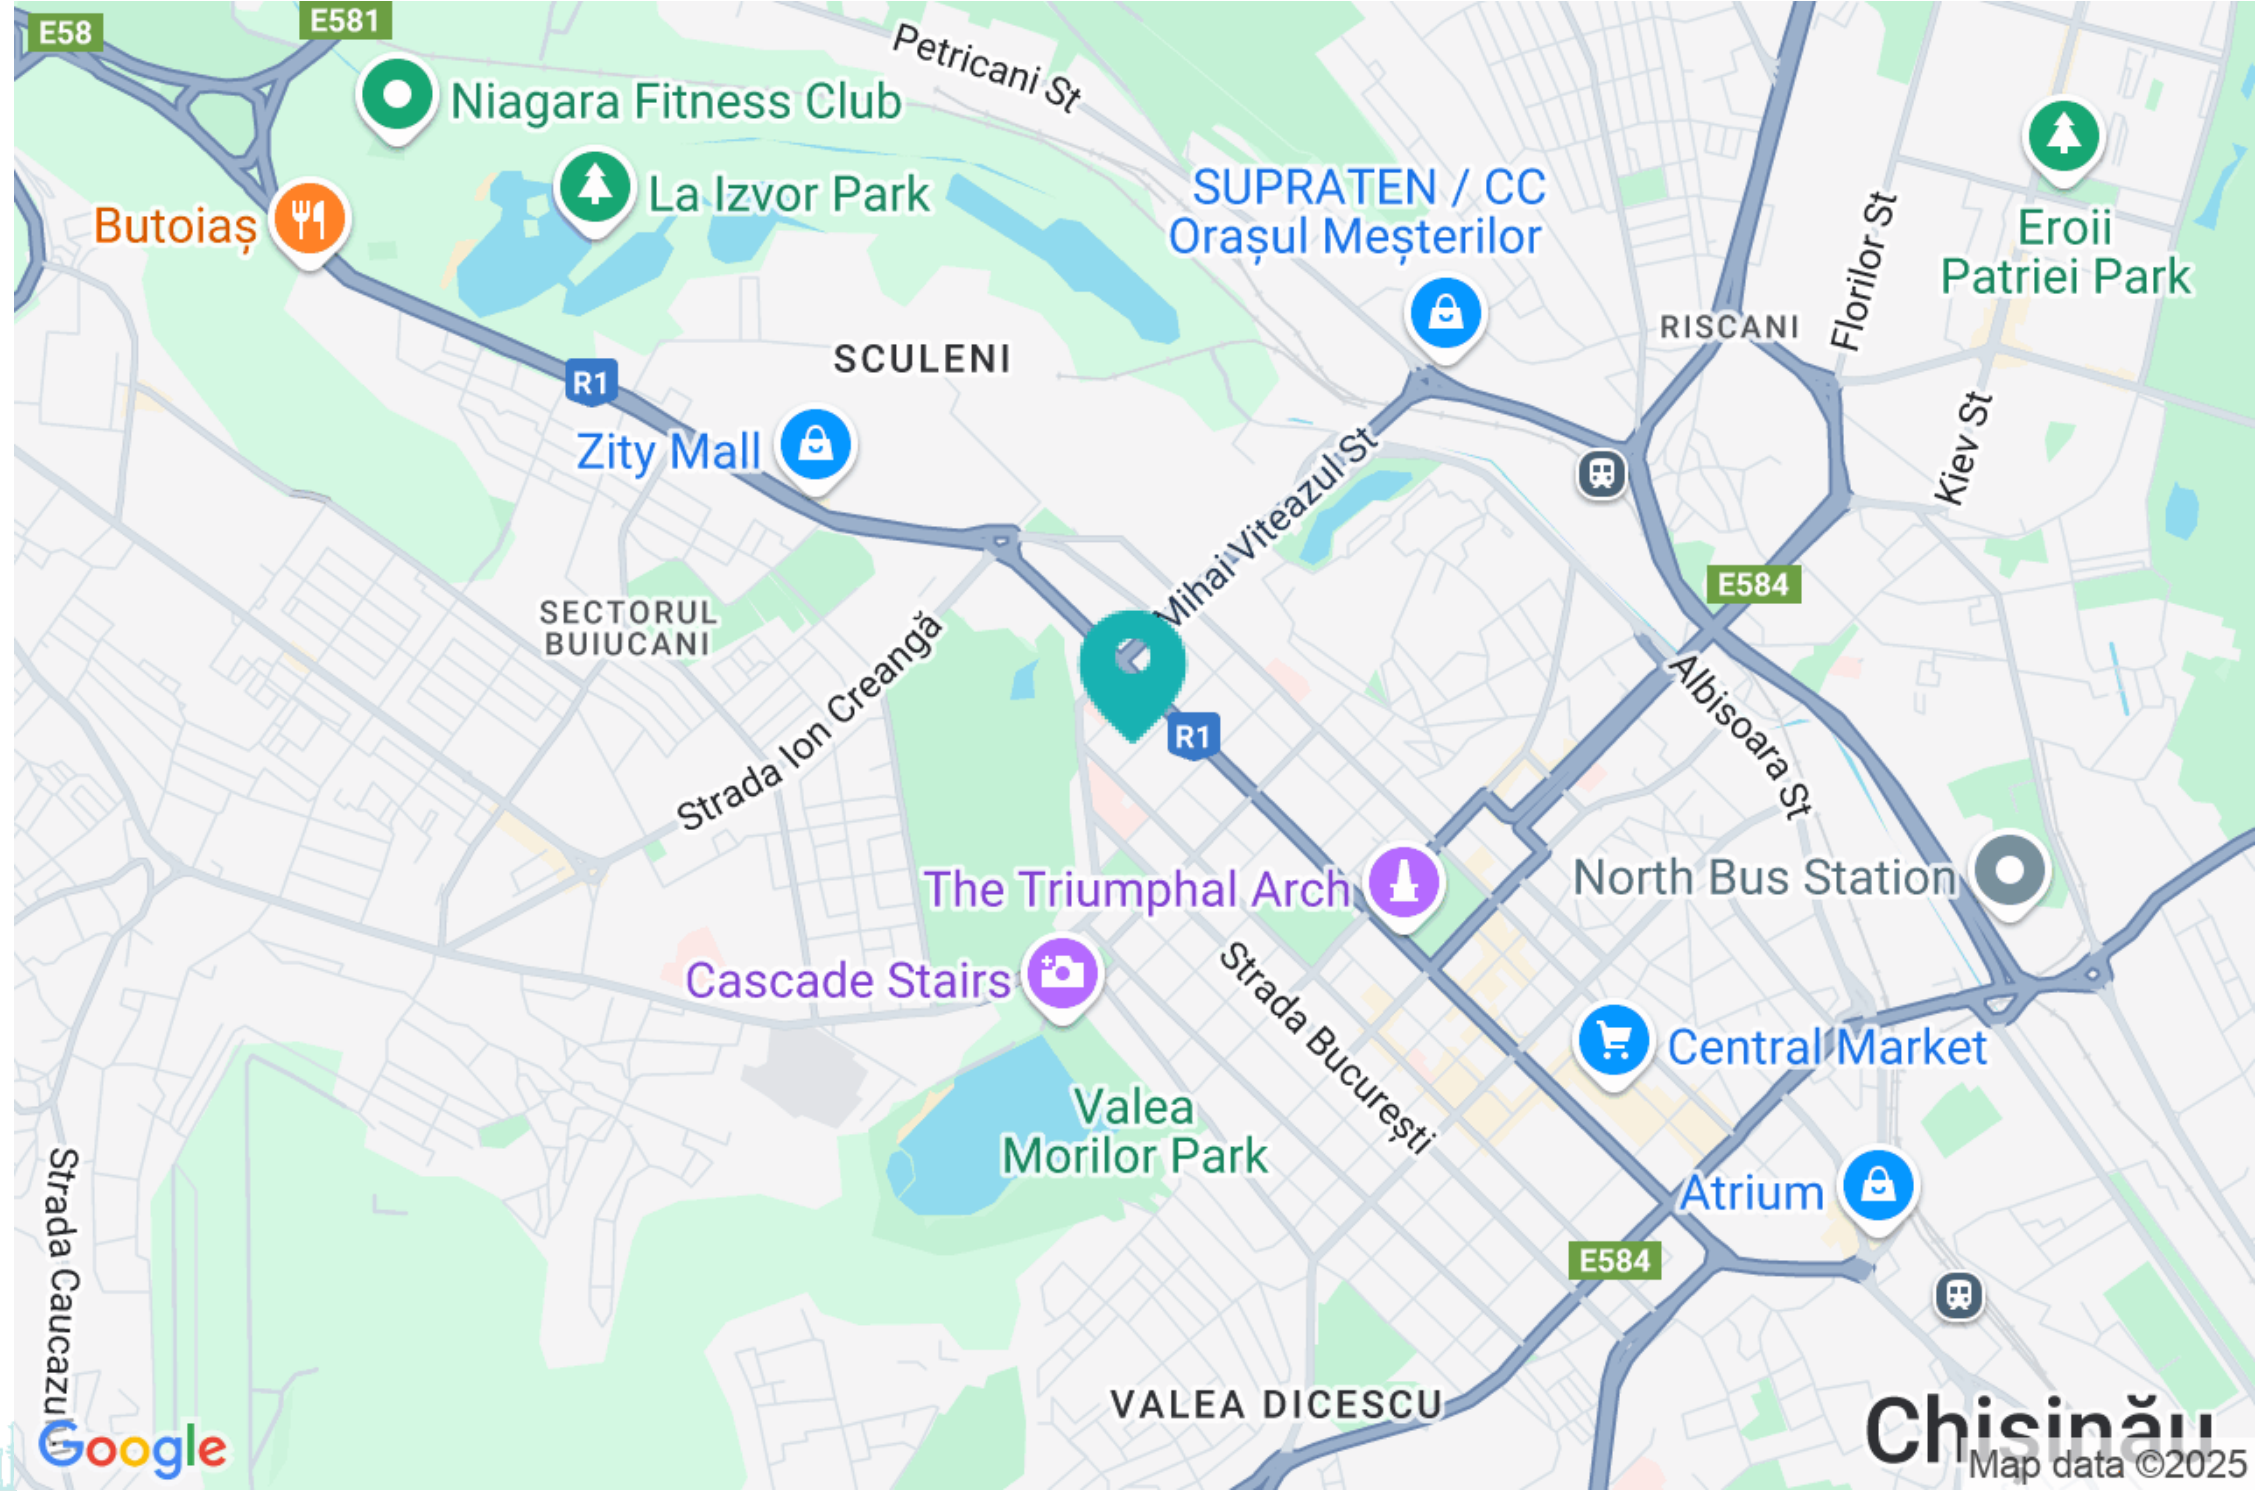 E58
E581
Petricani St
Niagara Fitness Club
La Izvor Park
Butoiaș
SUPRATEN / CC
Orașul Meșterilor
Eroii
Patriei Park
Florilor St
RISCANI
SCULENI
R1
Zity Mall
Kiev St
Mihai Viteazul St
E584
SECTORUL
BUIUCANI
Strada Ion Creangă
R1
Albisoara St
The Triumphal Arch
North Bus Station
Cascade Stairs
Strada București
Central Market
Valea
Morilor Park
Atrium
Strada Caucazului
E584
VALEA DICESCU
Chișinău
Google
Map data ©2025